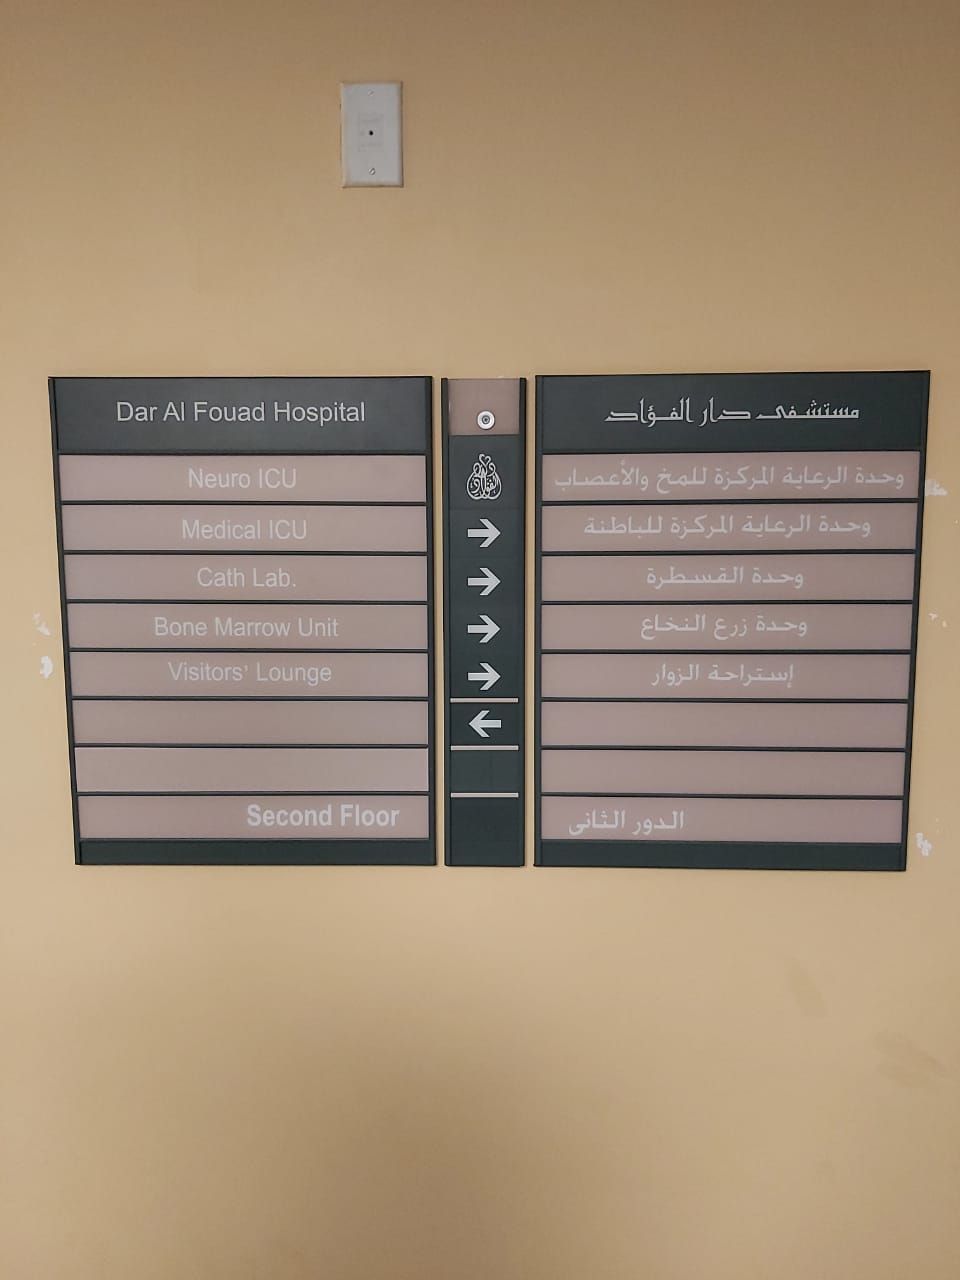 Dar Al Fouad Hospital
Neuro ICU
Medical ICU
Cath Lab.
Bone Marrow Unit
Visitors' Lounge
Second Floor
الفؤاد
مستشفى دار الفؤاد
وحدة الرعاية المركزة للمخ والأعصاب
وحدة الرعاية المركزة للباطنة
وحدة القسطرة
وحدة زرع النخاع
إستراحة الزوار
الدور الثانى